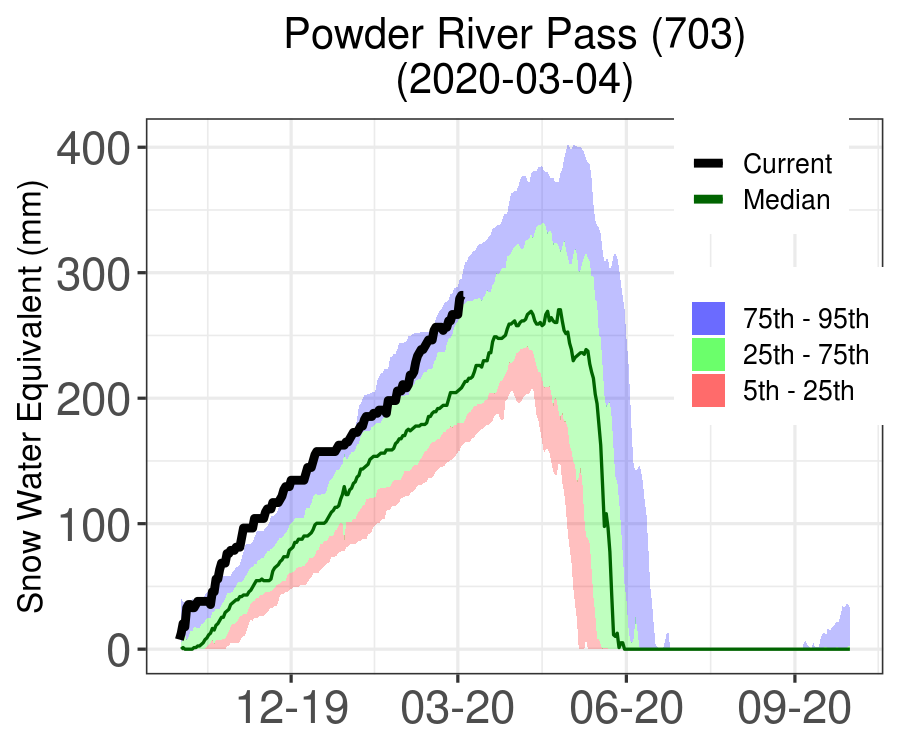 Powder River Pass (703)
(2020-03-04)
Snow Water Equivalent (mm)
400
300
200
100
0
12-19
03-20
06-20
09-20
Current
Median
75th - 95th
25th - 75th
5th - 25th